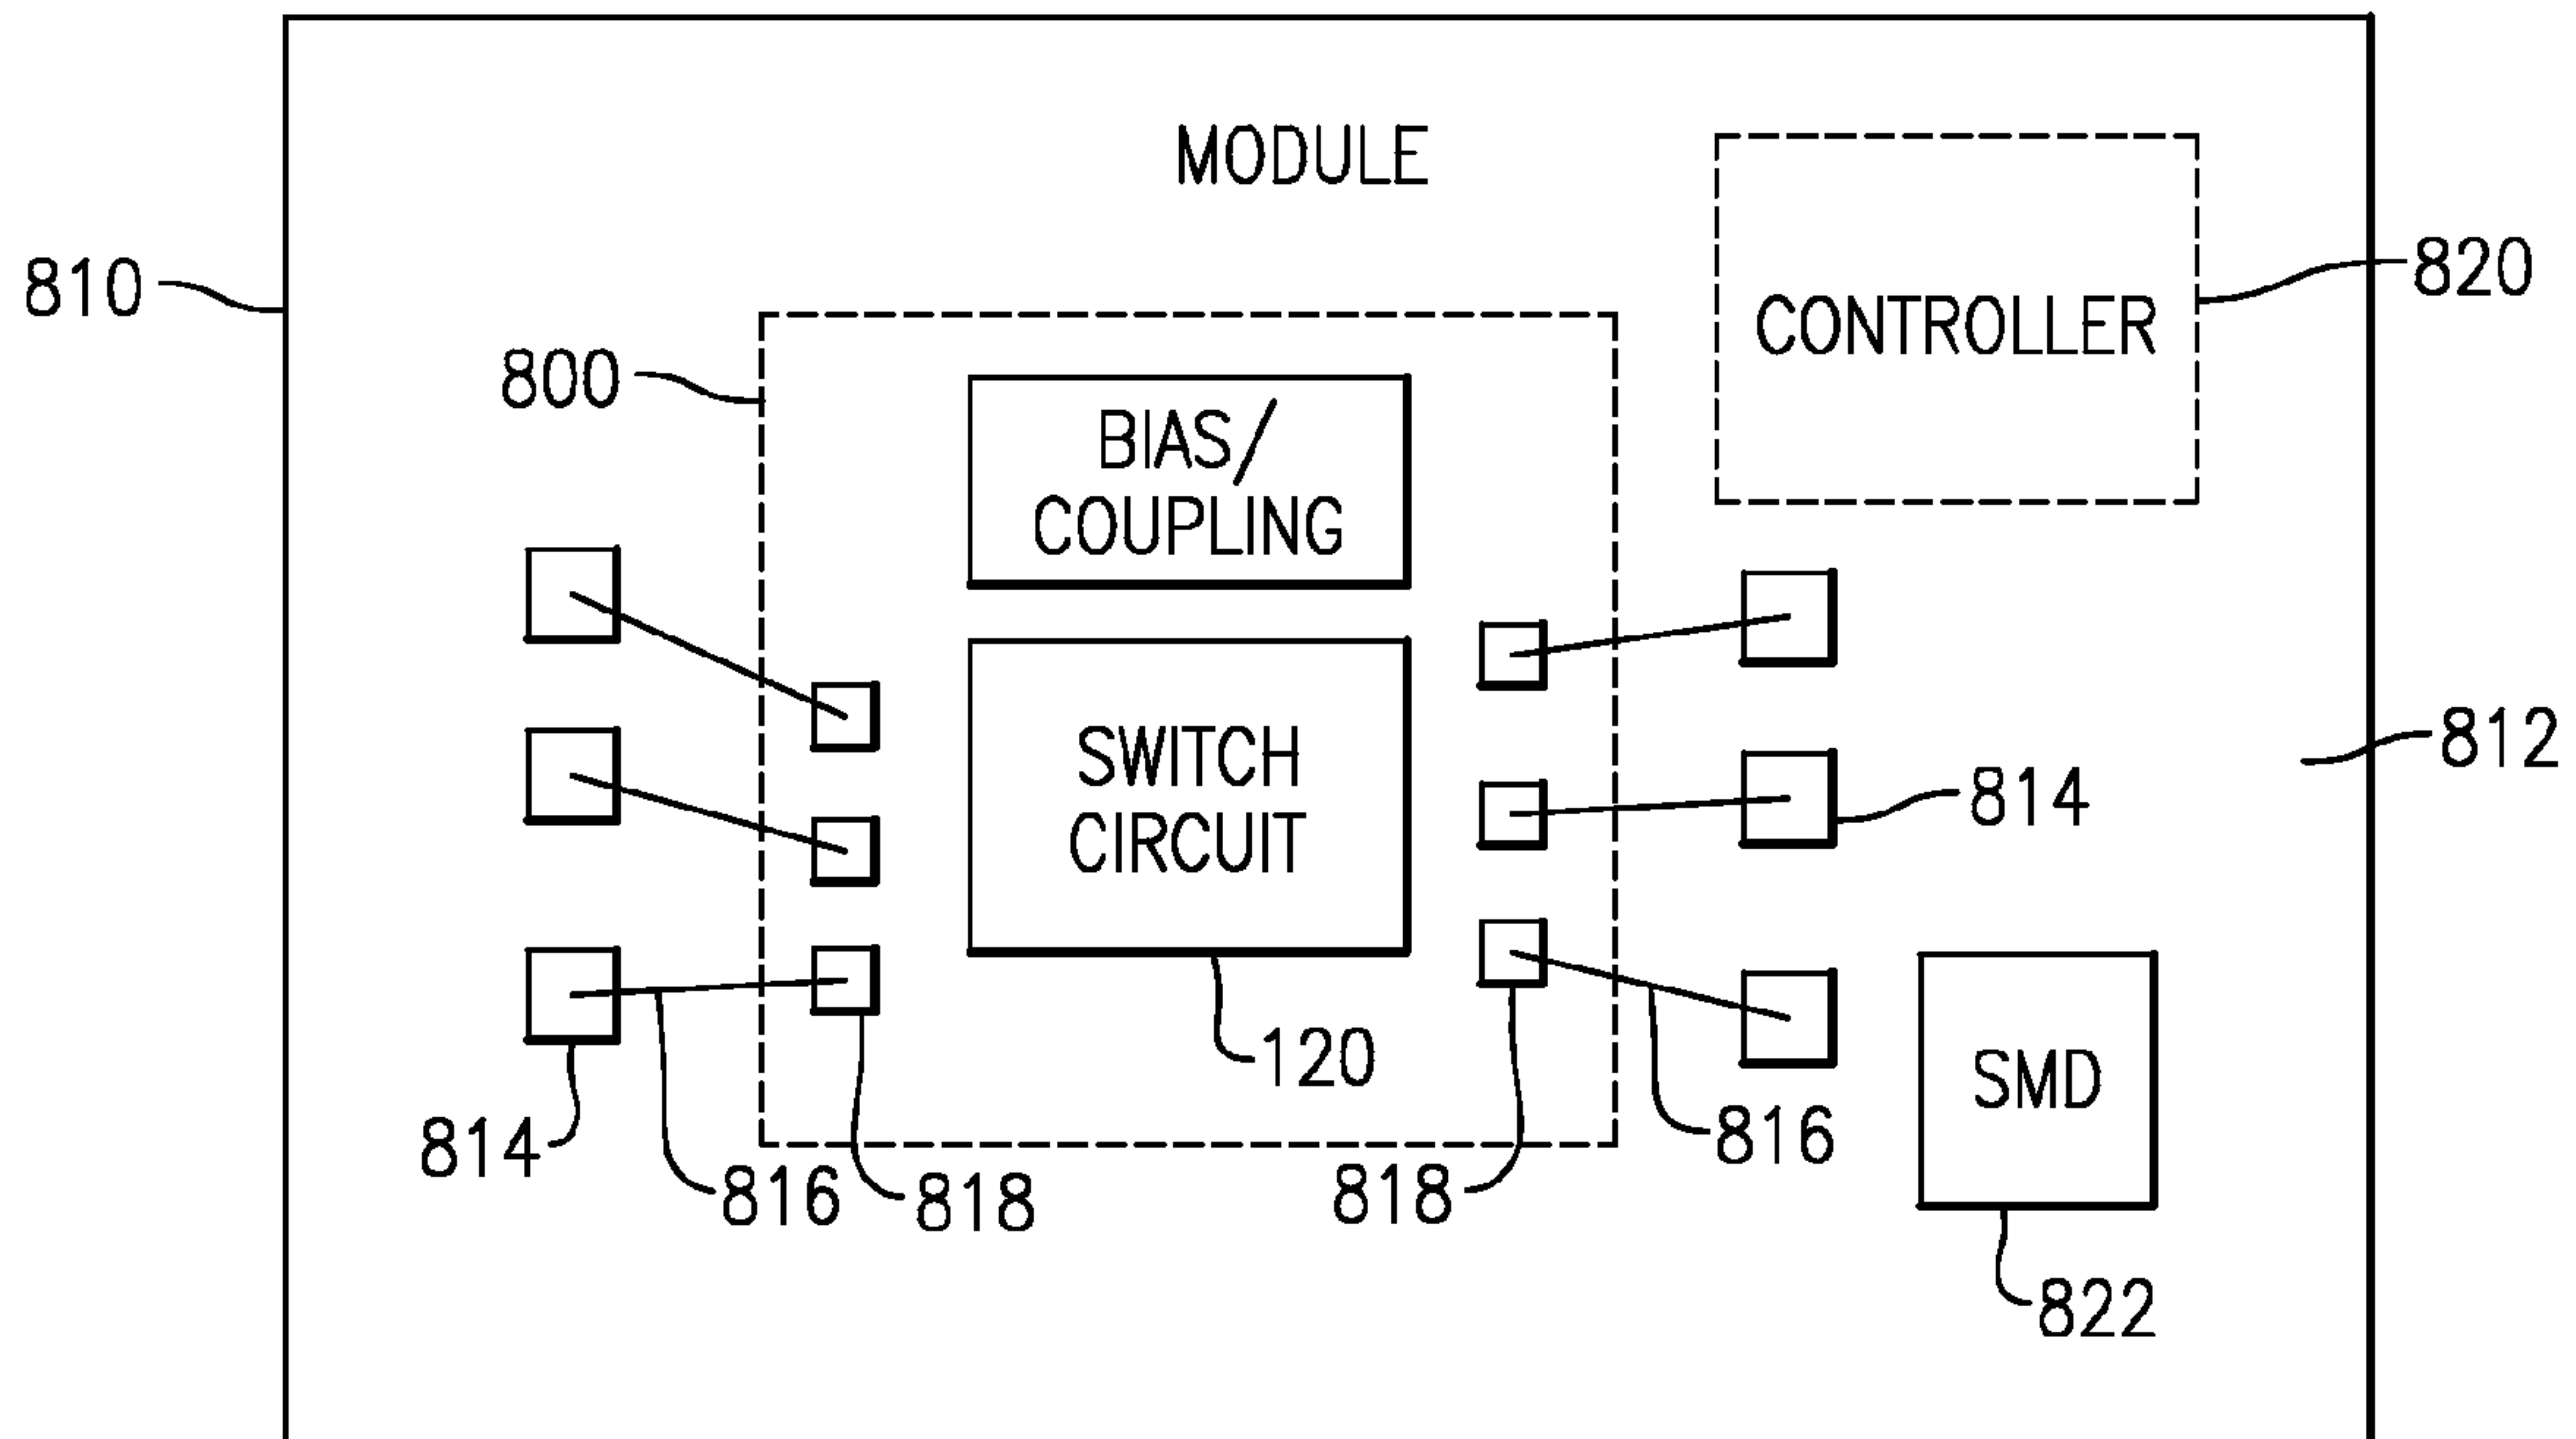 MODULE
810
820
CONTROLLER
800
BIAS/
COUPLING
812
SWITCH
CIRCUIT
814
120
SMD
814
816
818
818
816
822